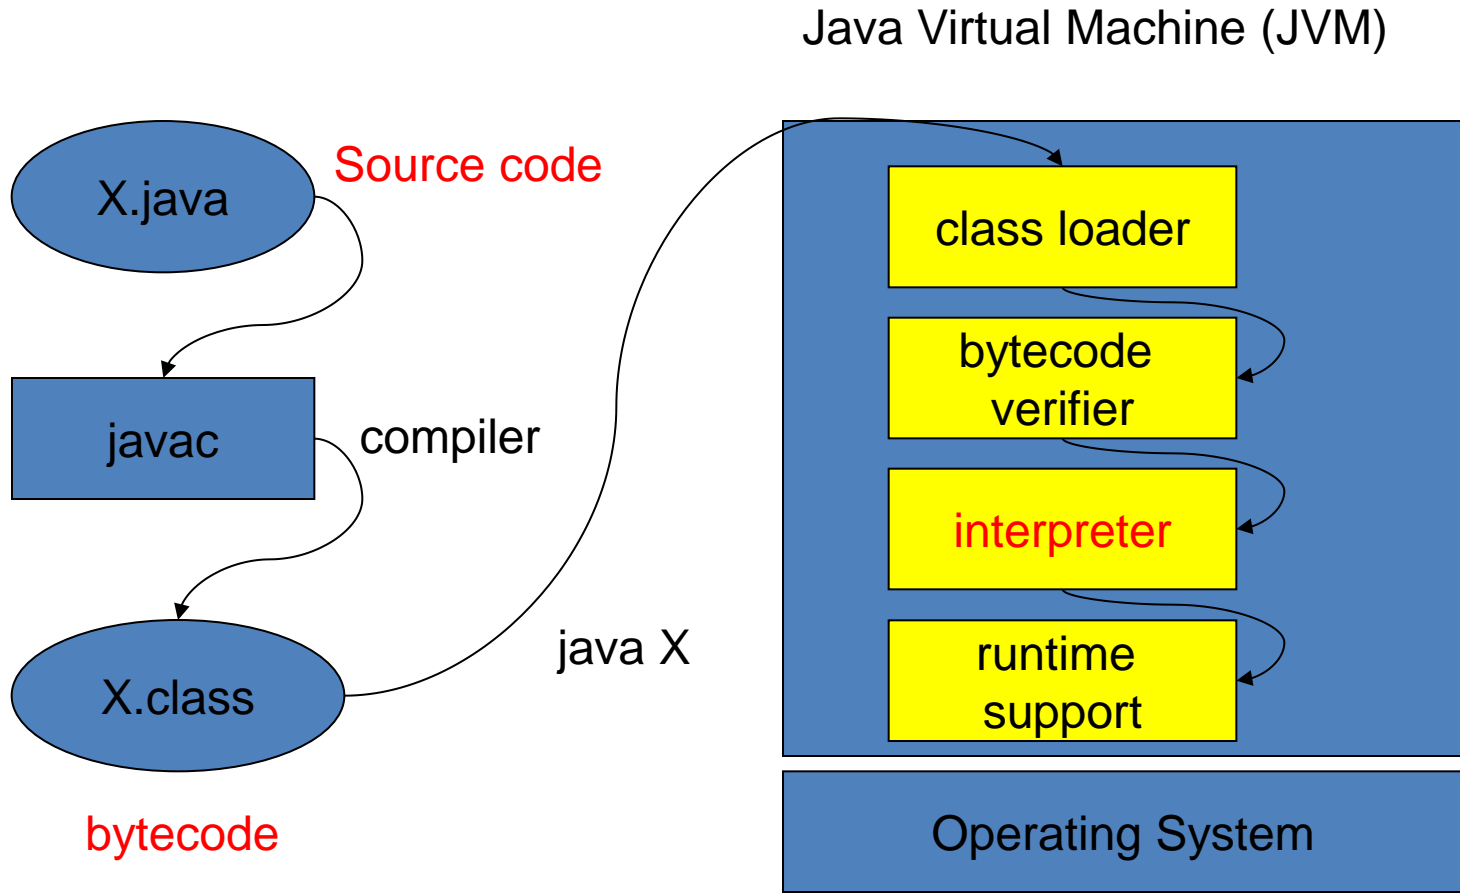 Java Virtual Machine (JVM)
X.java
Source code
javac
compiler
X.class
bytecode
java X
class loader
bytecode
verifier
interpreter
runtime
support
Operating System